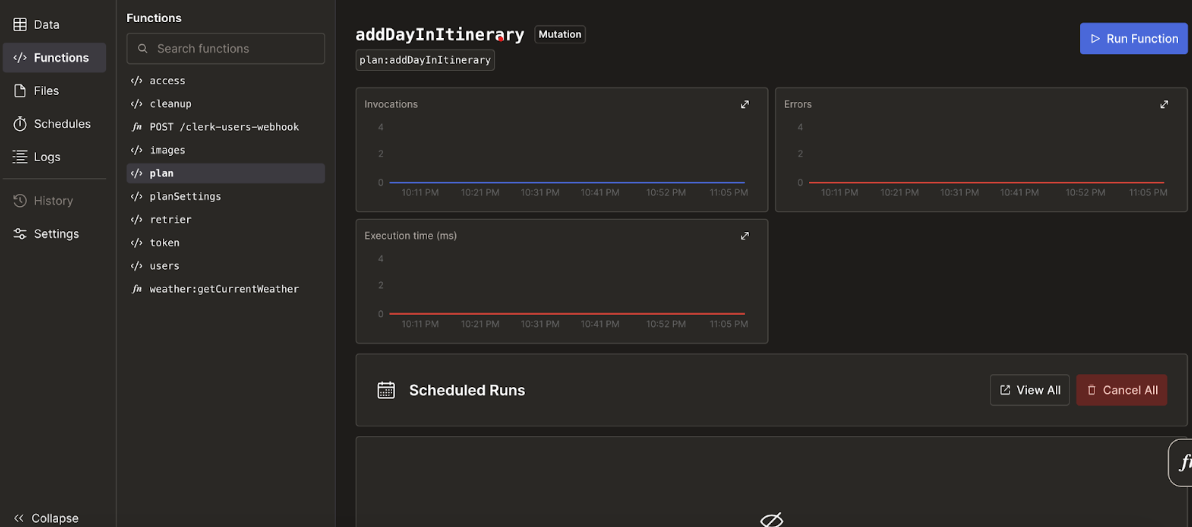 Data
Functions
Files
Schedules
Logs
History
Settings
Collapse
Functions
Search functions
access
cleanup
fn POST /clerk-users-webhook
images
plan
planSettings
retrier
token
users
fn weather:getCurrentWeather
addDayInItinerary Mutation
plan:addDayInItinerary
Run Function
Invocations
4
2
0
10:11 PM 10:21 PM 10:31 PM 10:41 PM 10:52 PM 11:05 PM
Errors
4
2
0
10:11 PM 10:21 PM 10:31 PM 10:41 PM 10:52 PM 11:05 PM
Execution time (ms)
4
2
0
10:11 PM 10:21 PM 10:31 PM 10:41 PM 10:52 PM 11:05 PM
Scheduled Runs
View All Cancel All